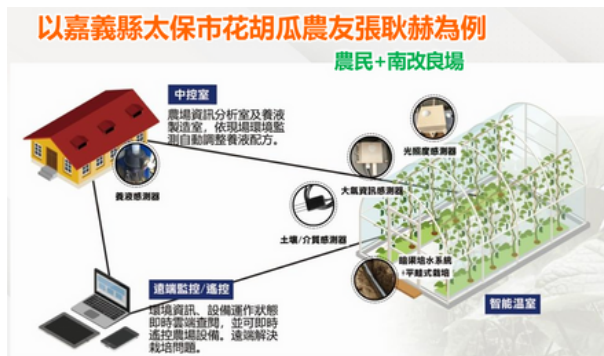 以嘉義縣太保市花胡瓜農友張耿赫為例
農民+南改良場
中控室
農場資訊分析室及養液
製造室，依現場環境監
測自動調整養液配方。
養液感測器
光照度感測器
大氣資訊感測器
土壤/介質感測器
暗渠培水系統
+平畦式栽培
智能溫室
遠端監控/遙控
環境資訊、設備運作狀態
即時雲端查閱，並可即時
遙控農場設備。遠端解決
栽培問題。